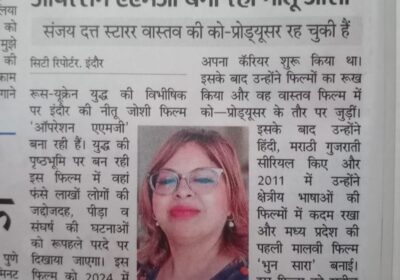 संजय दत्त स्टारर वास्तव की को-प्रोड्यूसर रह चुकी हैं
सिटी रिपोर्टर. इंदौर
रूस-यूक्रेन युद्ध की विभीषिका
पर इंदौर की नीतू जोशी फिल्म
'ऑपरेशन एएमजी'
बना रही हैं। युद्ध की
पृष्ठभूमि पर बन रही
इस फिल्म में वहां
फंसे लाखों लोगों की
जद्दोजहद, पीड़ा व
संघर्ष की घटनाओं
को रूपहले परदे पर
दिखाया जाएगा। इस
फिल्म को 2024 में
अपना कॅरियर शुरू किया था।
इसके बाद उन्होंने फिल्मों का रूख
किया और वह वास्तव फिल्म में
को—प्रोड्यूसर के तौर पर जुड़ीं।
इसके बाद उन्होंने
हिंदी, मराठी गुजराती
सीरियल किए और
2011 में उन्होंने
क्षेत्रीय भाषाओं की
फिल्मों में कदम रखा
और मध्य प्रदेश की
पहली मालवी फिल्म
'भुन सारा' बनाई।
लिया
को
मुझे
की
काम
गाने
पुणे